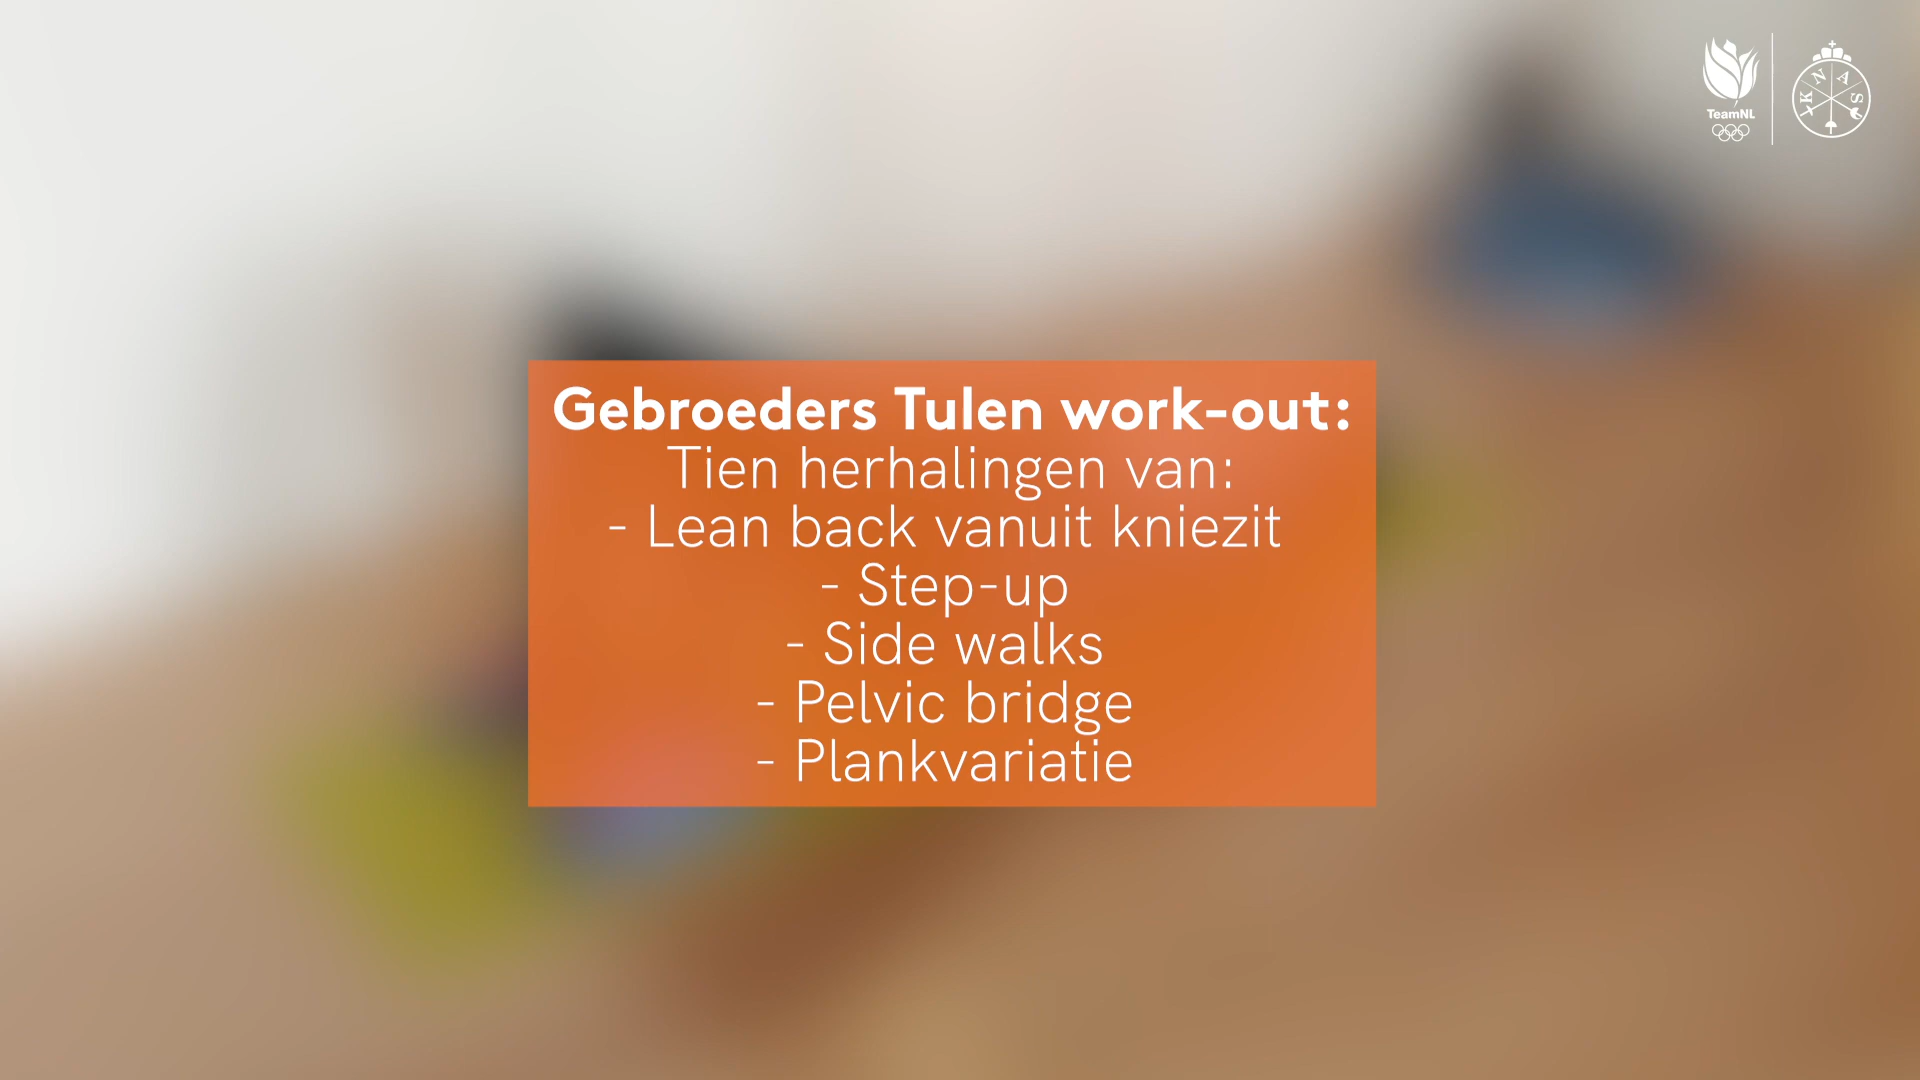 TeamNL
K N A S
Gebroeders Tulen work-out:
Tien herhalingen van:
- Lean back vanuit kniezit
- Step-up
- Side walks
- Pelvic bridge
- Plankvariatie